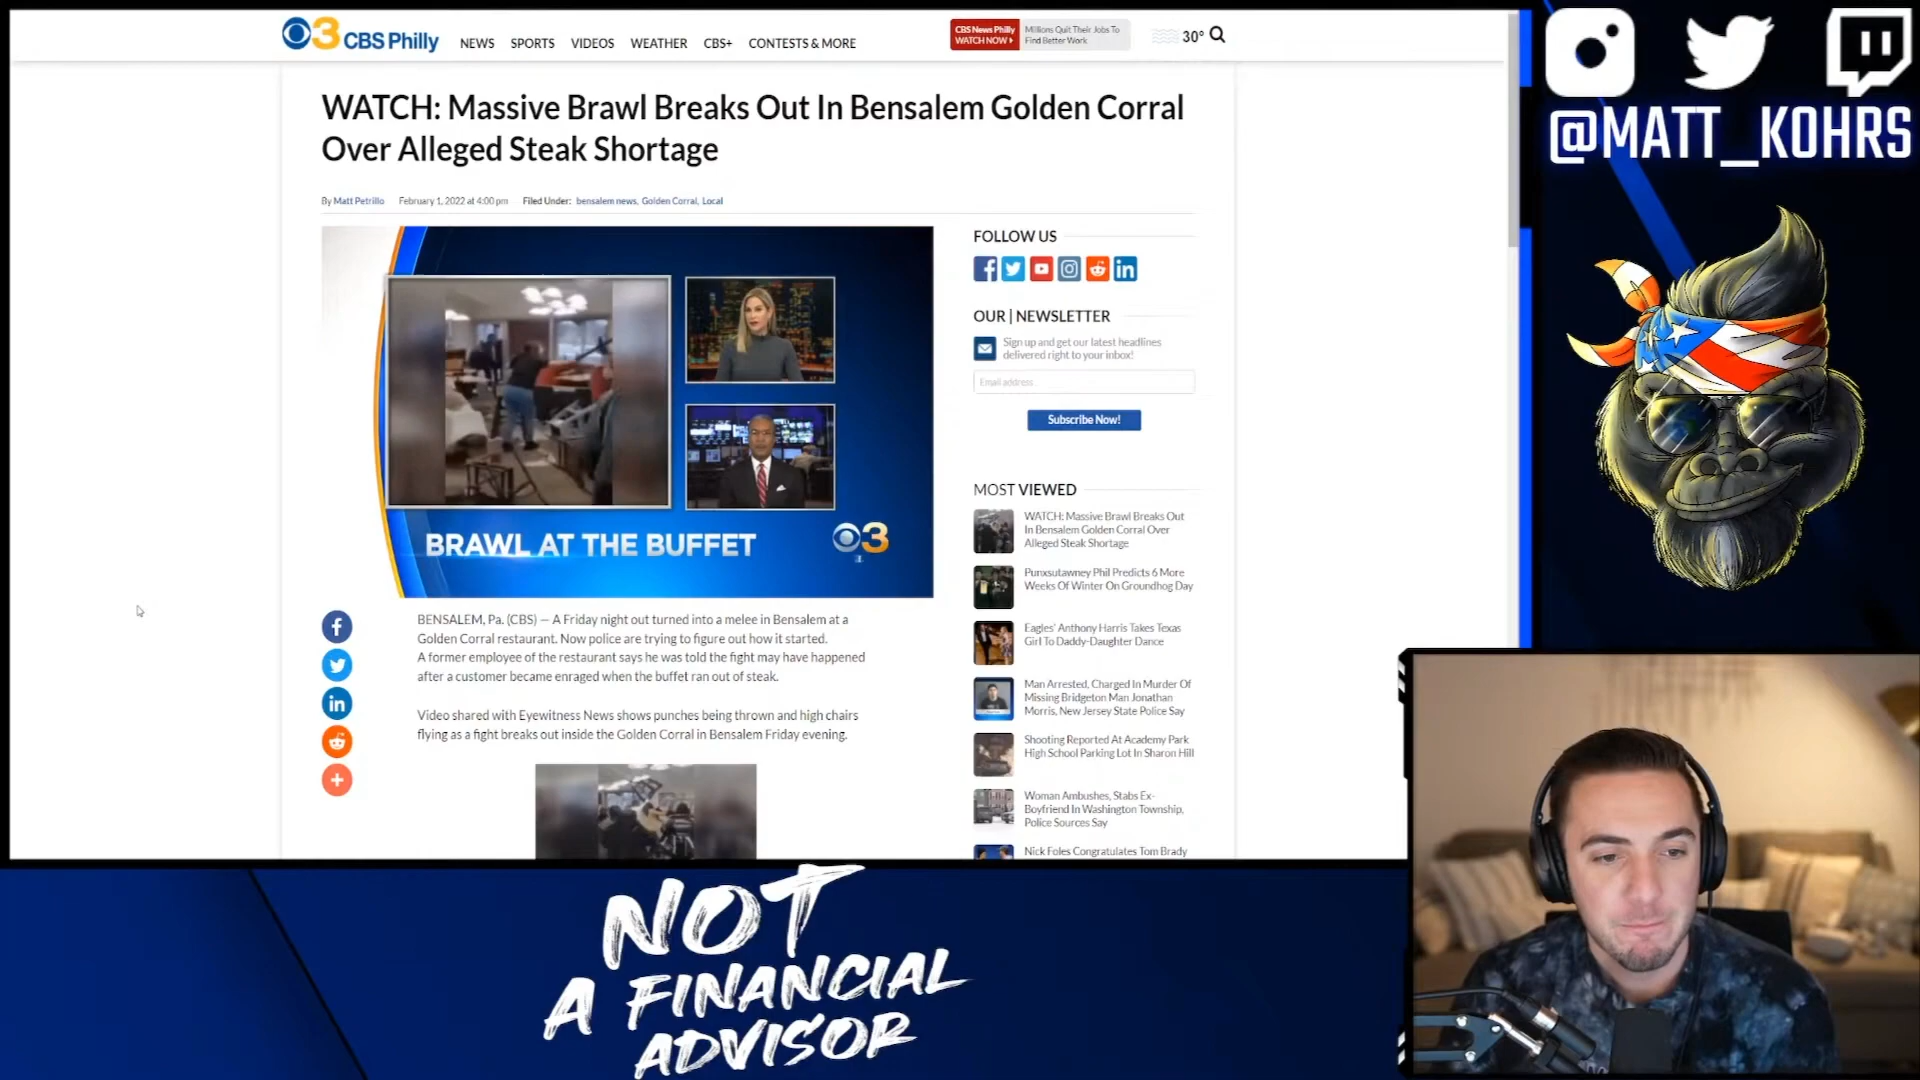 3 CBS Philly
NEWS SPORTS VIDEOS WEATHER CBS+ CONTESTS & MORE
CBS News Philly
WATCH NOW
Millions Quit Their Jobs To
Find Better Work
30°
WATCH: Massive Brawl Breaks Out In Bensalem Golden Corral
Over Alleged Steak Shortage
By Matt Petrillo February 1, 2022 at 4:00 pm Filed Under: bensalem news, Golden Corral, Local
BRAWL AT THE BUFFET
3
BENSALEM, Pa. (CBS) — A Friday night out turned into a melee in Bensalem at a
Golden Corral restaurant. Now police are trying to figure out how it started.
A former employee of the restaurant says he was told the fight may have happened
after a customer became enraged when the buffet ran out of steak.
Video shared with Eyewitness News shows punches being thrown and high chairs
flying as a fight breaks out inside the Golden Corral in Bensalem Friday evening.
FOLLOW US
OUR | NEWSLETTER
Sign up and get our latest headlines
delivered right to your inbox!
Email address
Subscribe Now!
MOST VIEWED
WATCH: Massive Brawl Breaks Out
In Bensalem Golden Corral Over
Alleged Steak Shortage
Punxsutawney Phil Predicts 6 More
Weeks Of Winter On Groundhog Day
Eagles' Anthony Harris Takes Texas
Girl To Daddy-Daughter Dance
Man Arrested, Charged In Murder Of
Missing Bridgeton Man Jonathan
Morris, New Jersey State Police Say
Shooting Reported At Academy Park
High School Parking Lot In Sharon Hill
Woman Ambushes, Stabs Ex-
Boyfriend In Washington Township,
Police Sources Say
Nick Foles Congratulates Tom Brady
@MATT_KOHRS
NOT
A FINANCIAL
ADVISOR